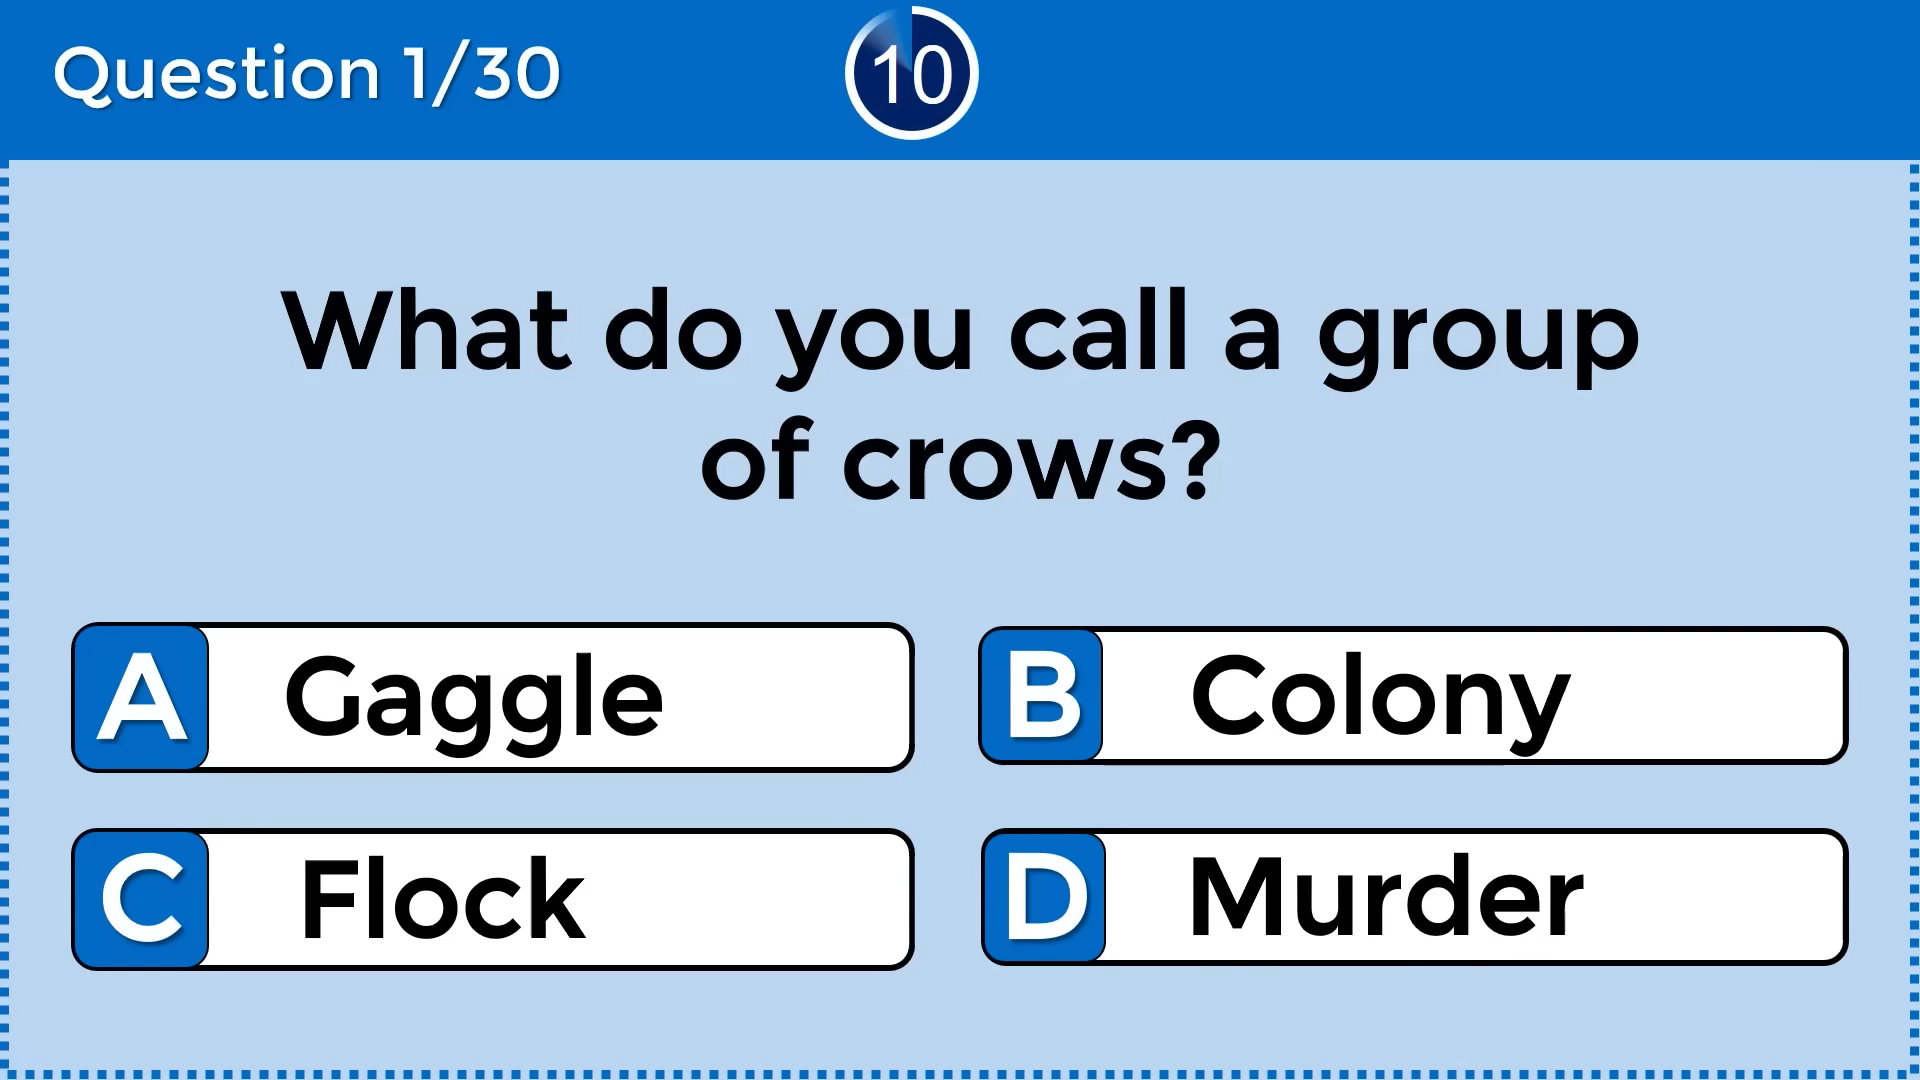 Question 1/30
10
What do you call a group
of crows?
A Gaggle
B Colony
C Flock
D Murder